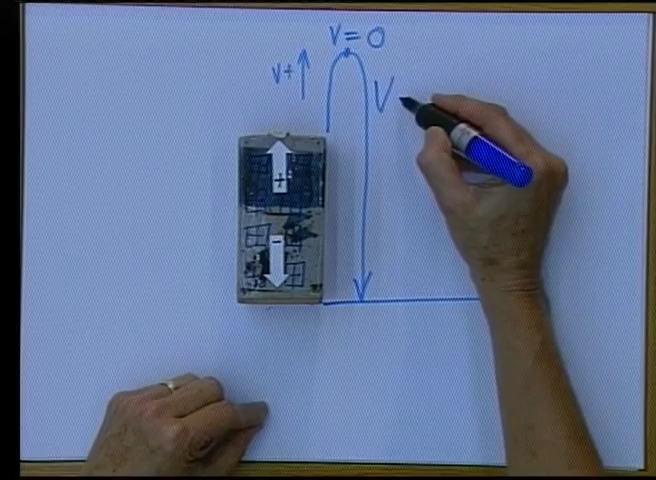 v = 0
v+
V
+
-